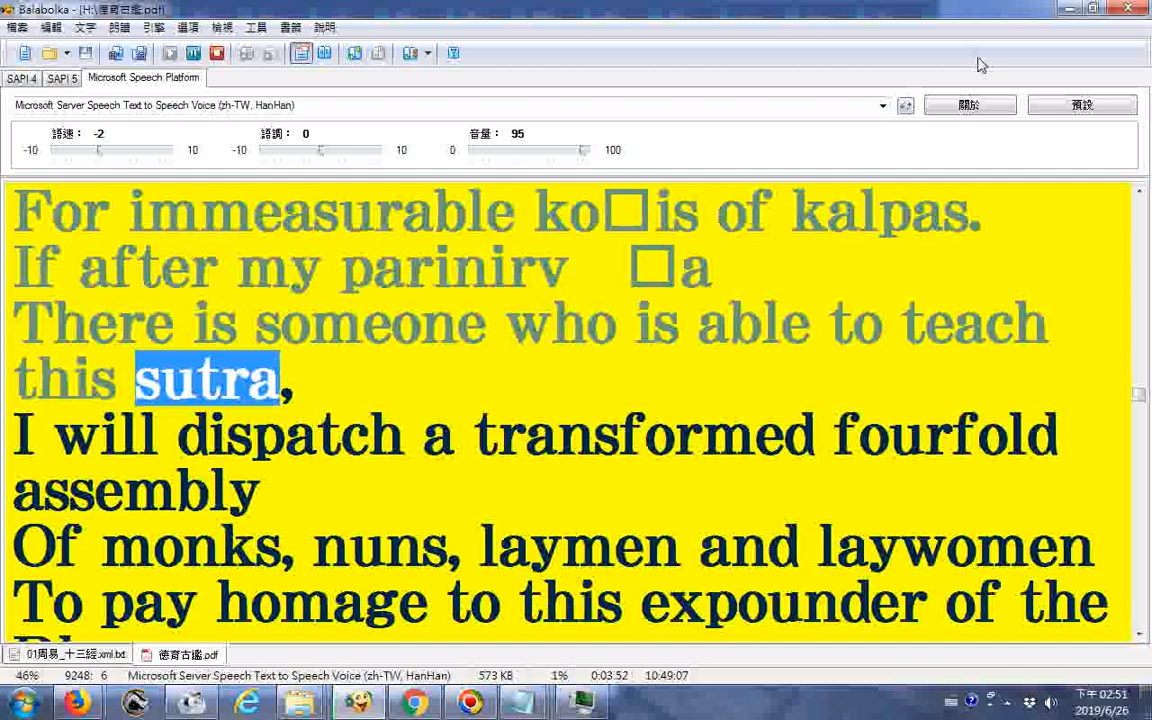 Balabolka - [H:\德育古鑑.pdf]
檔案 編輯 文字 朗讀 引擎 選項 檢視 工具 書籤 說明
SAPI 4 SAPI 5 Microsoft Speech Platform
Microsoft Server Speech Text to Speech Voice (zh-TW, HanHan) 關於 預設
語速: -2 語調: 0 音量: 95
-10 10 -10 10 0 100
For immeasurable ko□is of kalpas.
If after my parinirv □a
There is someone who is able to teach
this sutra,
I will dispatch a transformed fourfold
assembly
Of monks, nuns, laymen and laywomen
To pay homage to this expounder of the
01周易_十三經.xml.txt 德育古鑑.pdf
46% 9248: 6 Microsoft Server Speech Text to Speech Voice (zh-TW, HanHan) 573 KB 1% 0:03:52 10:49:07
下午 02:51
2019/6/26